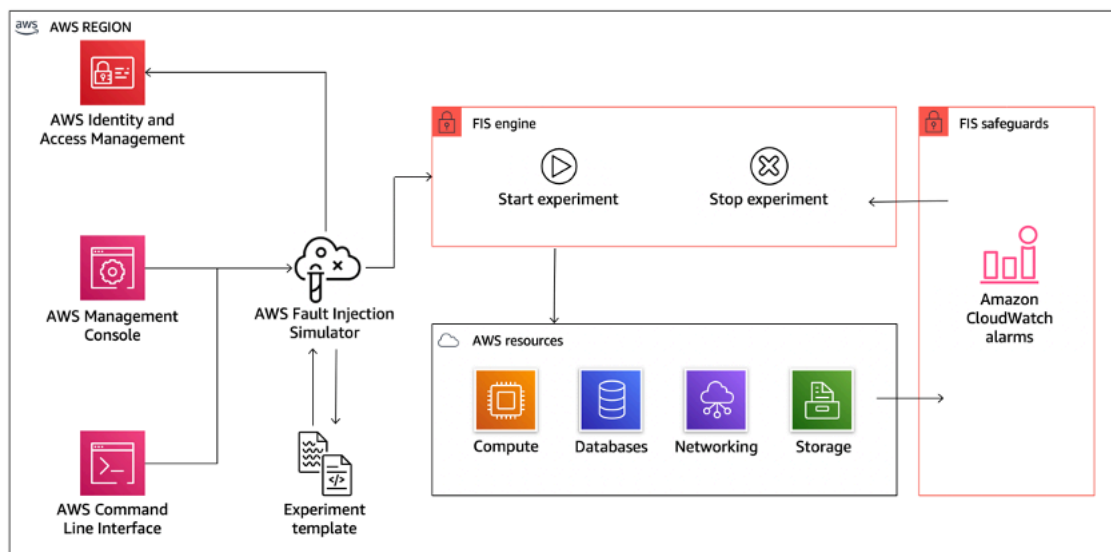 aws
AWS REGION
AWS Identity and
Access Management
FIS engine
FIS safeguards
Start experiment
Stop experiment
AWS Management
Console
AWS Fault Injection
Simulator
Amazon
CloudWatch
alarms
AWS resources
Compute
Databases
Networking
Storage
AWS Command
Line Interface
</>
Experiment
template